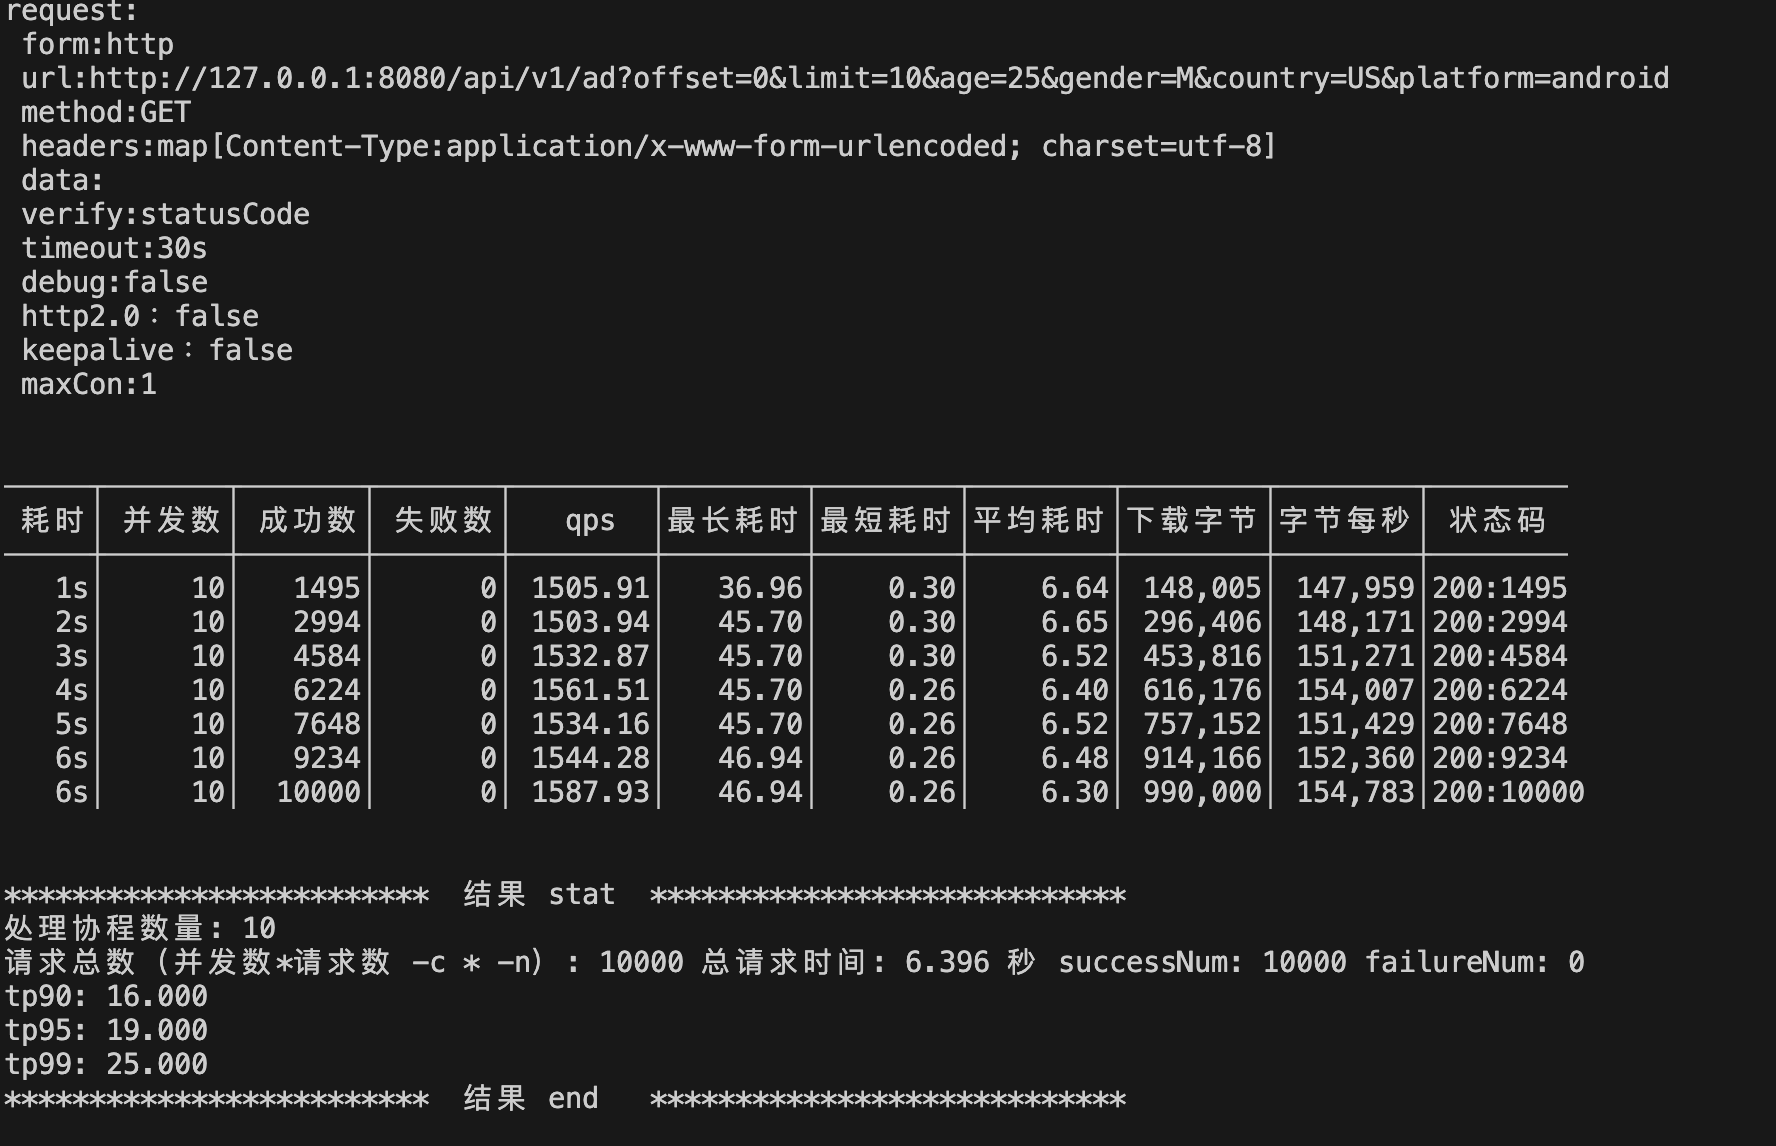 request:
form:http
url:http://127.0.0.1:8080/api/v1/ad?offset=0&limit=10&age=25&gender=M&country=US&platform=android
method:GET
headers:map[Content-Type:application/x-www-form-urlencoded; charset=utf-8]
data:
verify:statusCode
timeout:30s
debug:false
http2.0：false
keepalive：false
maxCon:1
耗时│ 并发数│ 成功数│ 失败数│ qps │最长耗时│最短耗时│平均耗时│下载字节│字节每秒│ 状态码
1s│ 10│ 1495│ 0│ 1505.91│ 36.96│ 0.30│ 6.64│ 148,005│ 147,959│200:1495
2s│ 10│ 2994│ 0│ 1503.94│ 45.70│ 0.30│ 6.65│ 296,406│ 148,171│200:2994
3s│ 10│ 4584│ 0│ 1532.87│ 45.70│ 0.30│ 6.52│ 453,816│ 151,271│200:4584
4s│ 10│ 6224│ 0│ 1561.51│ 45.70│ 0.26│ 6.40│ 616,176│ 154,007│200:6224
5s│ 10│ 7648│ 0│ 1534.16│ 45.70│ 0.26│ 6.52│ 757,152│ 151,429│200:7648
6s│ 10│ 9234│ 0│ 1544.28│ 46.94│ 0.26│ 6.48│ 914,166│ 152,360│200:9234
6s│ 10│ 10000│ 0│ 1587.93│ 46.94│ 0.26│ 6.30│ 990,000│ 154,783│200:10000
************************* 结果 stat ****************************
处理协程数量: 10
请求总数（并发数*请求数 -c * -n）: 10000 总请求时间: 6.396 秒 successNum: 10000 failureNum: 0
tp90: 16.000
tp95: 19.000
tp99: 25.000
************************* 结果 end ****************************